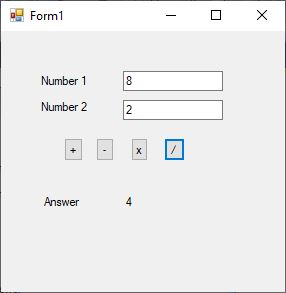 Form1
Number 1 8
Number 2 2
+ - x /
Answer 4